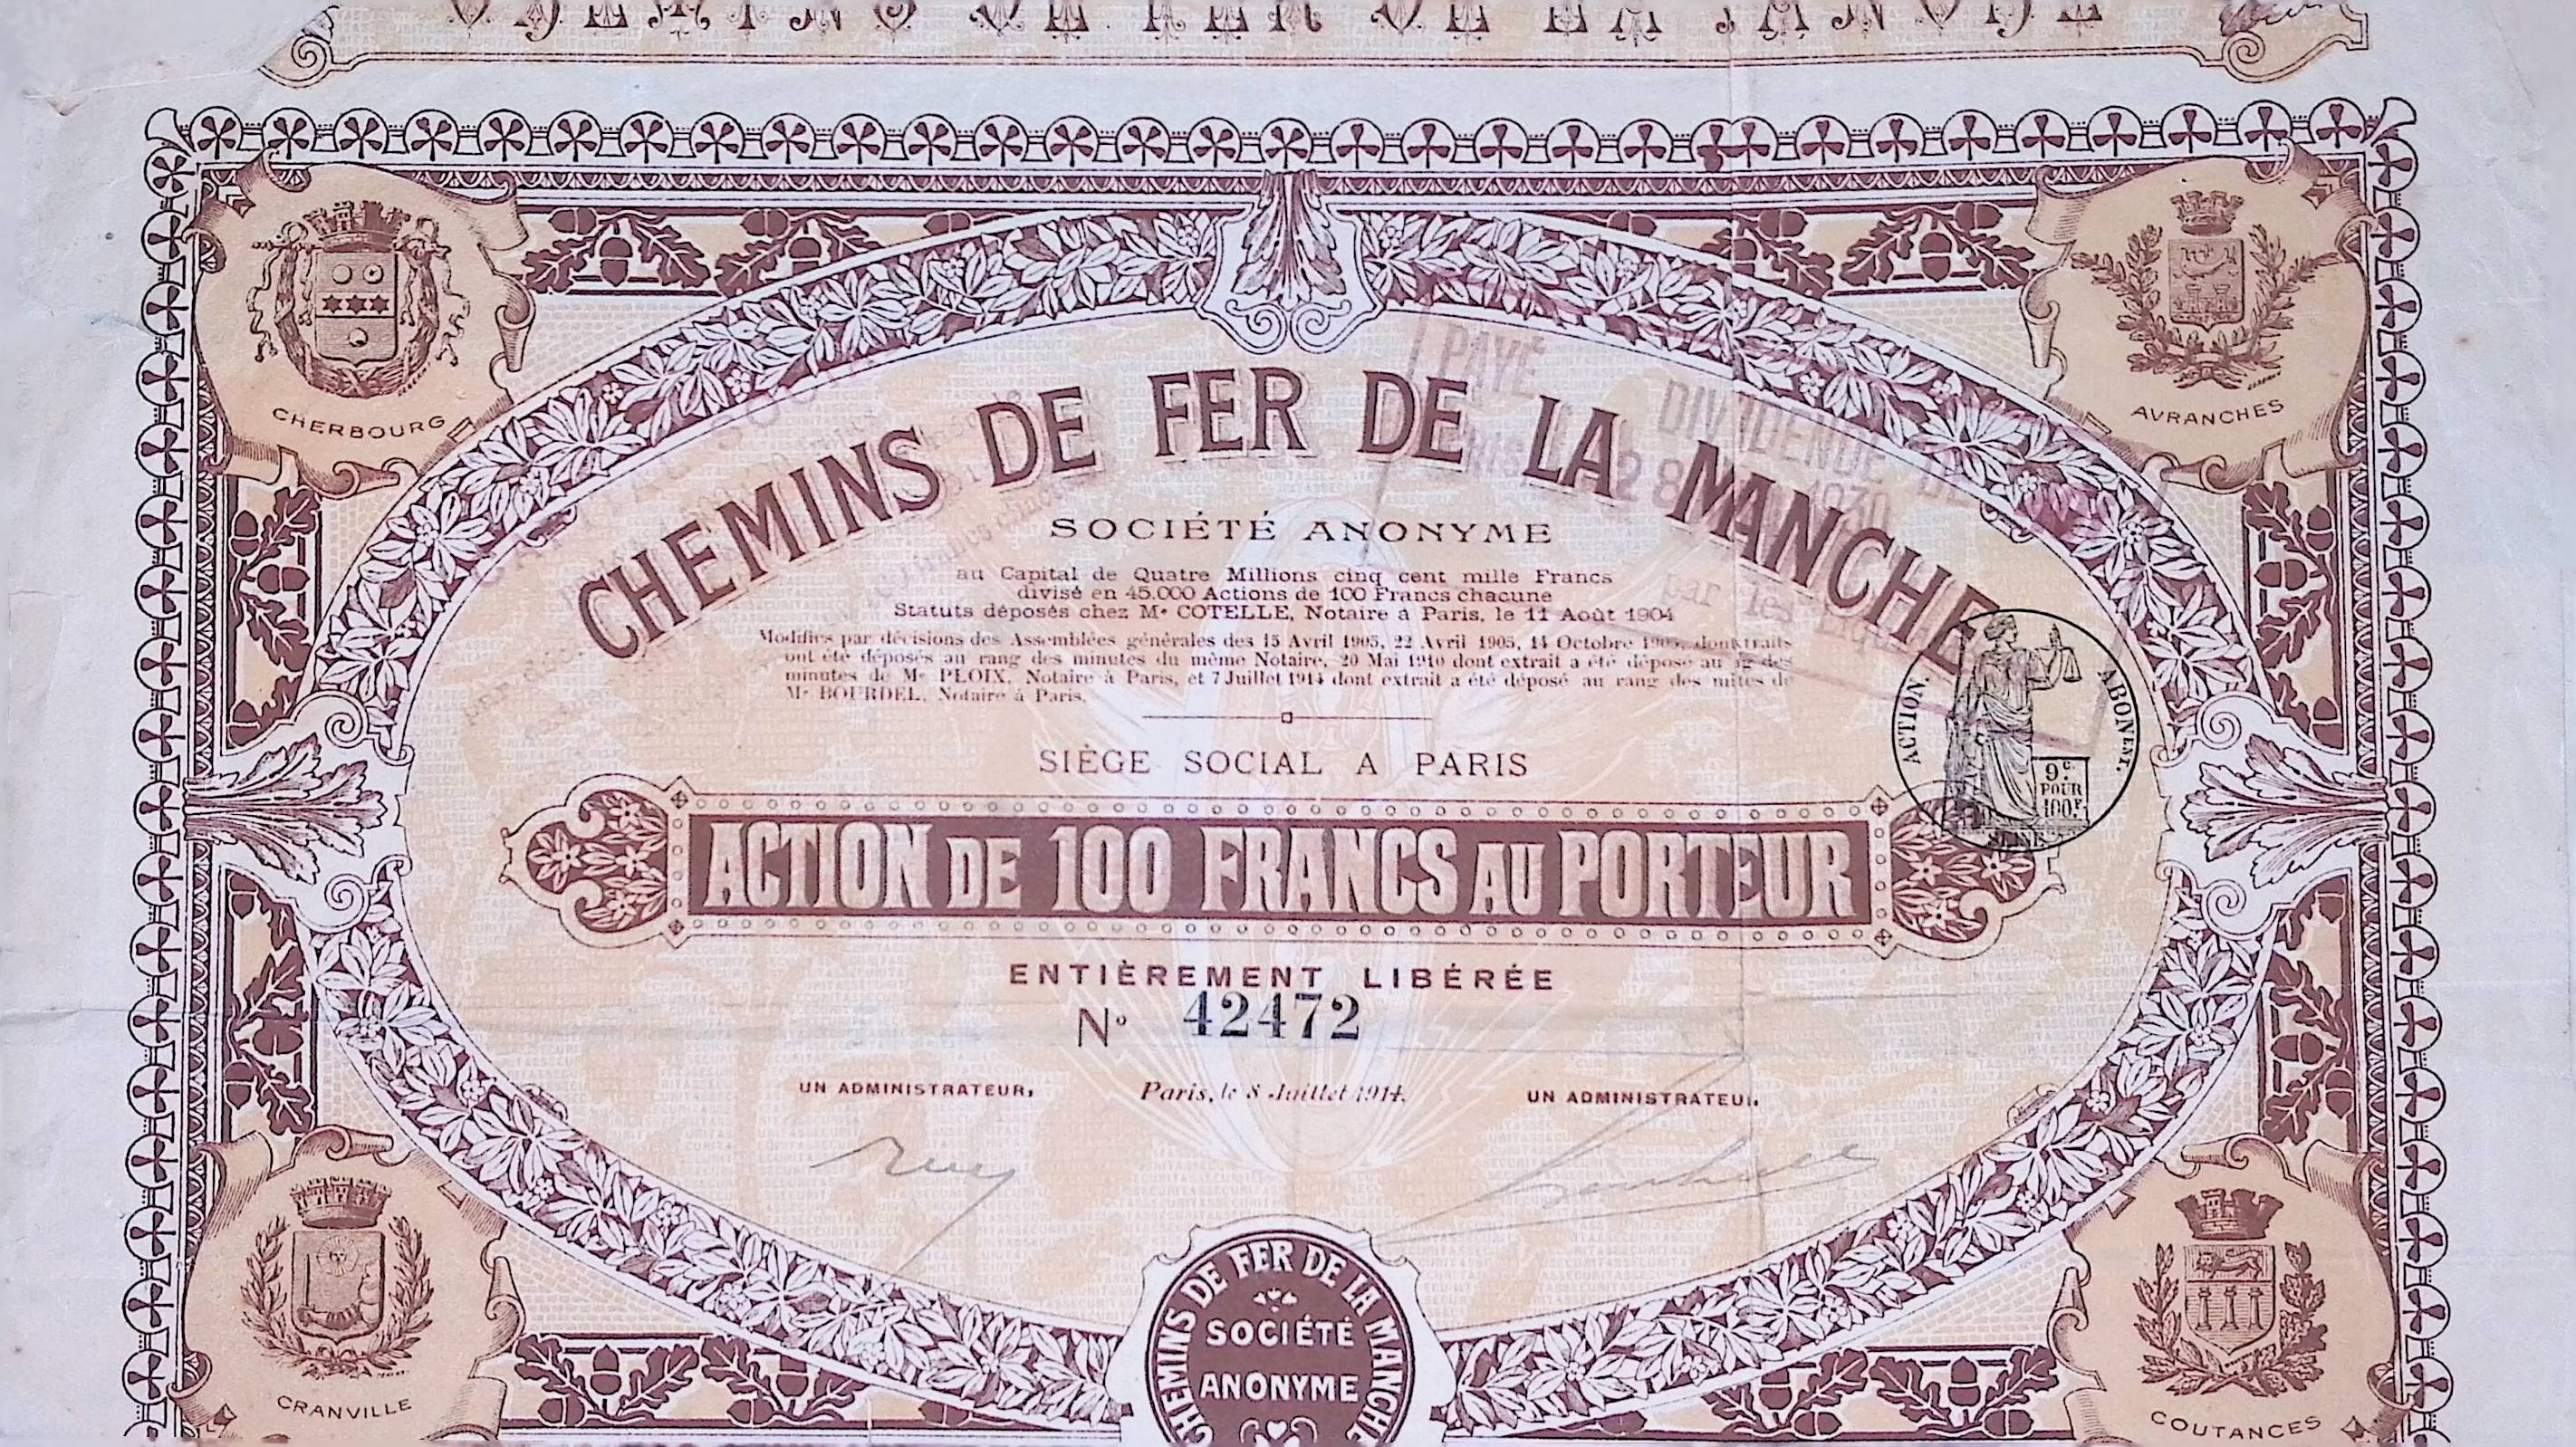 CHERBOURG
AVRANCHES
PAYÉ
DIVIDENDE
28 1930
par les
CHEMINS DE FER DE LA MANCHE
SOCIÉTÉ ANONYME
au Capital de Quatre Millions cinq cent mille Francs
divisé en 45.000 Actions de 100 Francs chacune
Statuts déposés chez Me COTELLE, Notaire à Paris, le 11 Août 1904
Modifiés par décisions des Assemblées générales des 15 Avril 1905, 22 Avril 1905, 14 Octobre
ont été déposés au rang des minutes du même Notaire, 20 Mai 1910 dont extrait a été déposé au des
minutes de Me PLOIX, Notaire à Paris, et 7 Juillet 1914 dont extrait a été déposé au rang des de
Me BOURDEL, Notaire à Paris.
SIÈGE SOCIAL A PARIS
ACTION. ABONEST.
9c.
POUR
100F.
ACTION DE 100 FRANCS AU PORTEUR
ENTIÈREMENT LIBÉRÉE
No 42472
UN ADMINISTRATEUR, Paris, le 8 Juillet 1914. UN ADMINISTRATEUR,
CHEMINS DE FER DE LA MANCHE
SOCIÉTÉ
ANONYME
GRANVILLE
COUTANCES